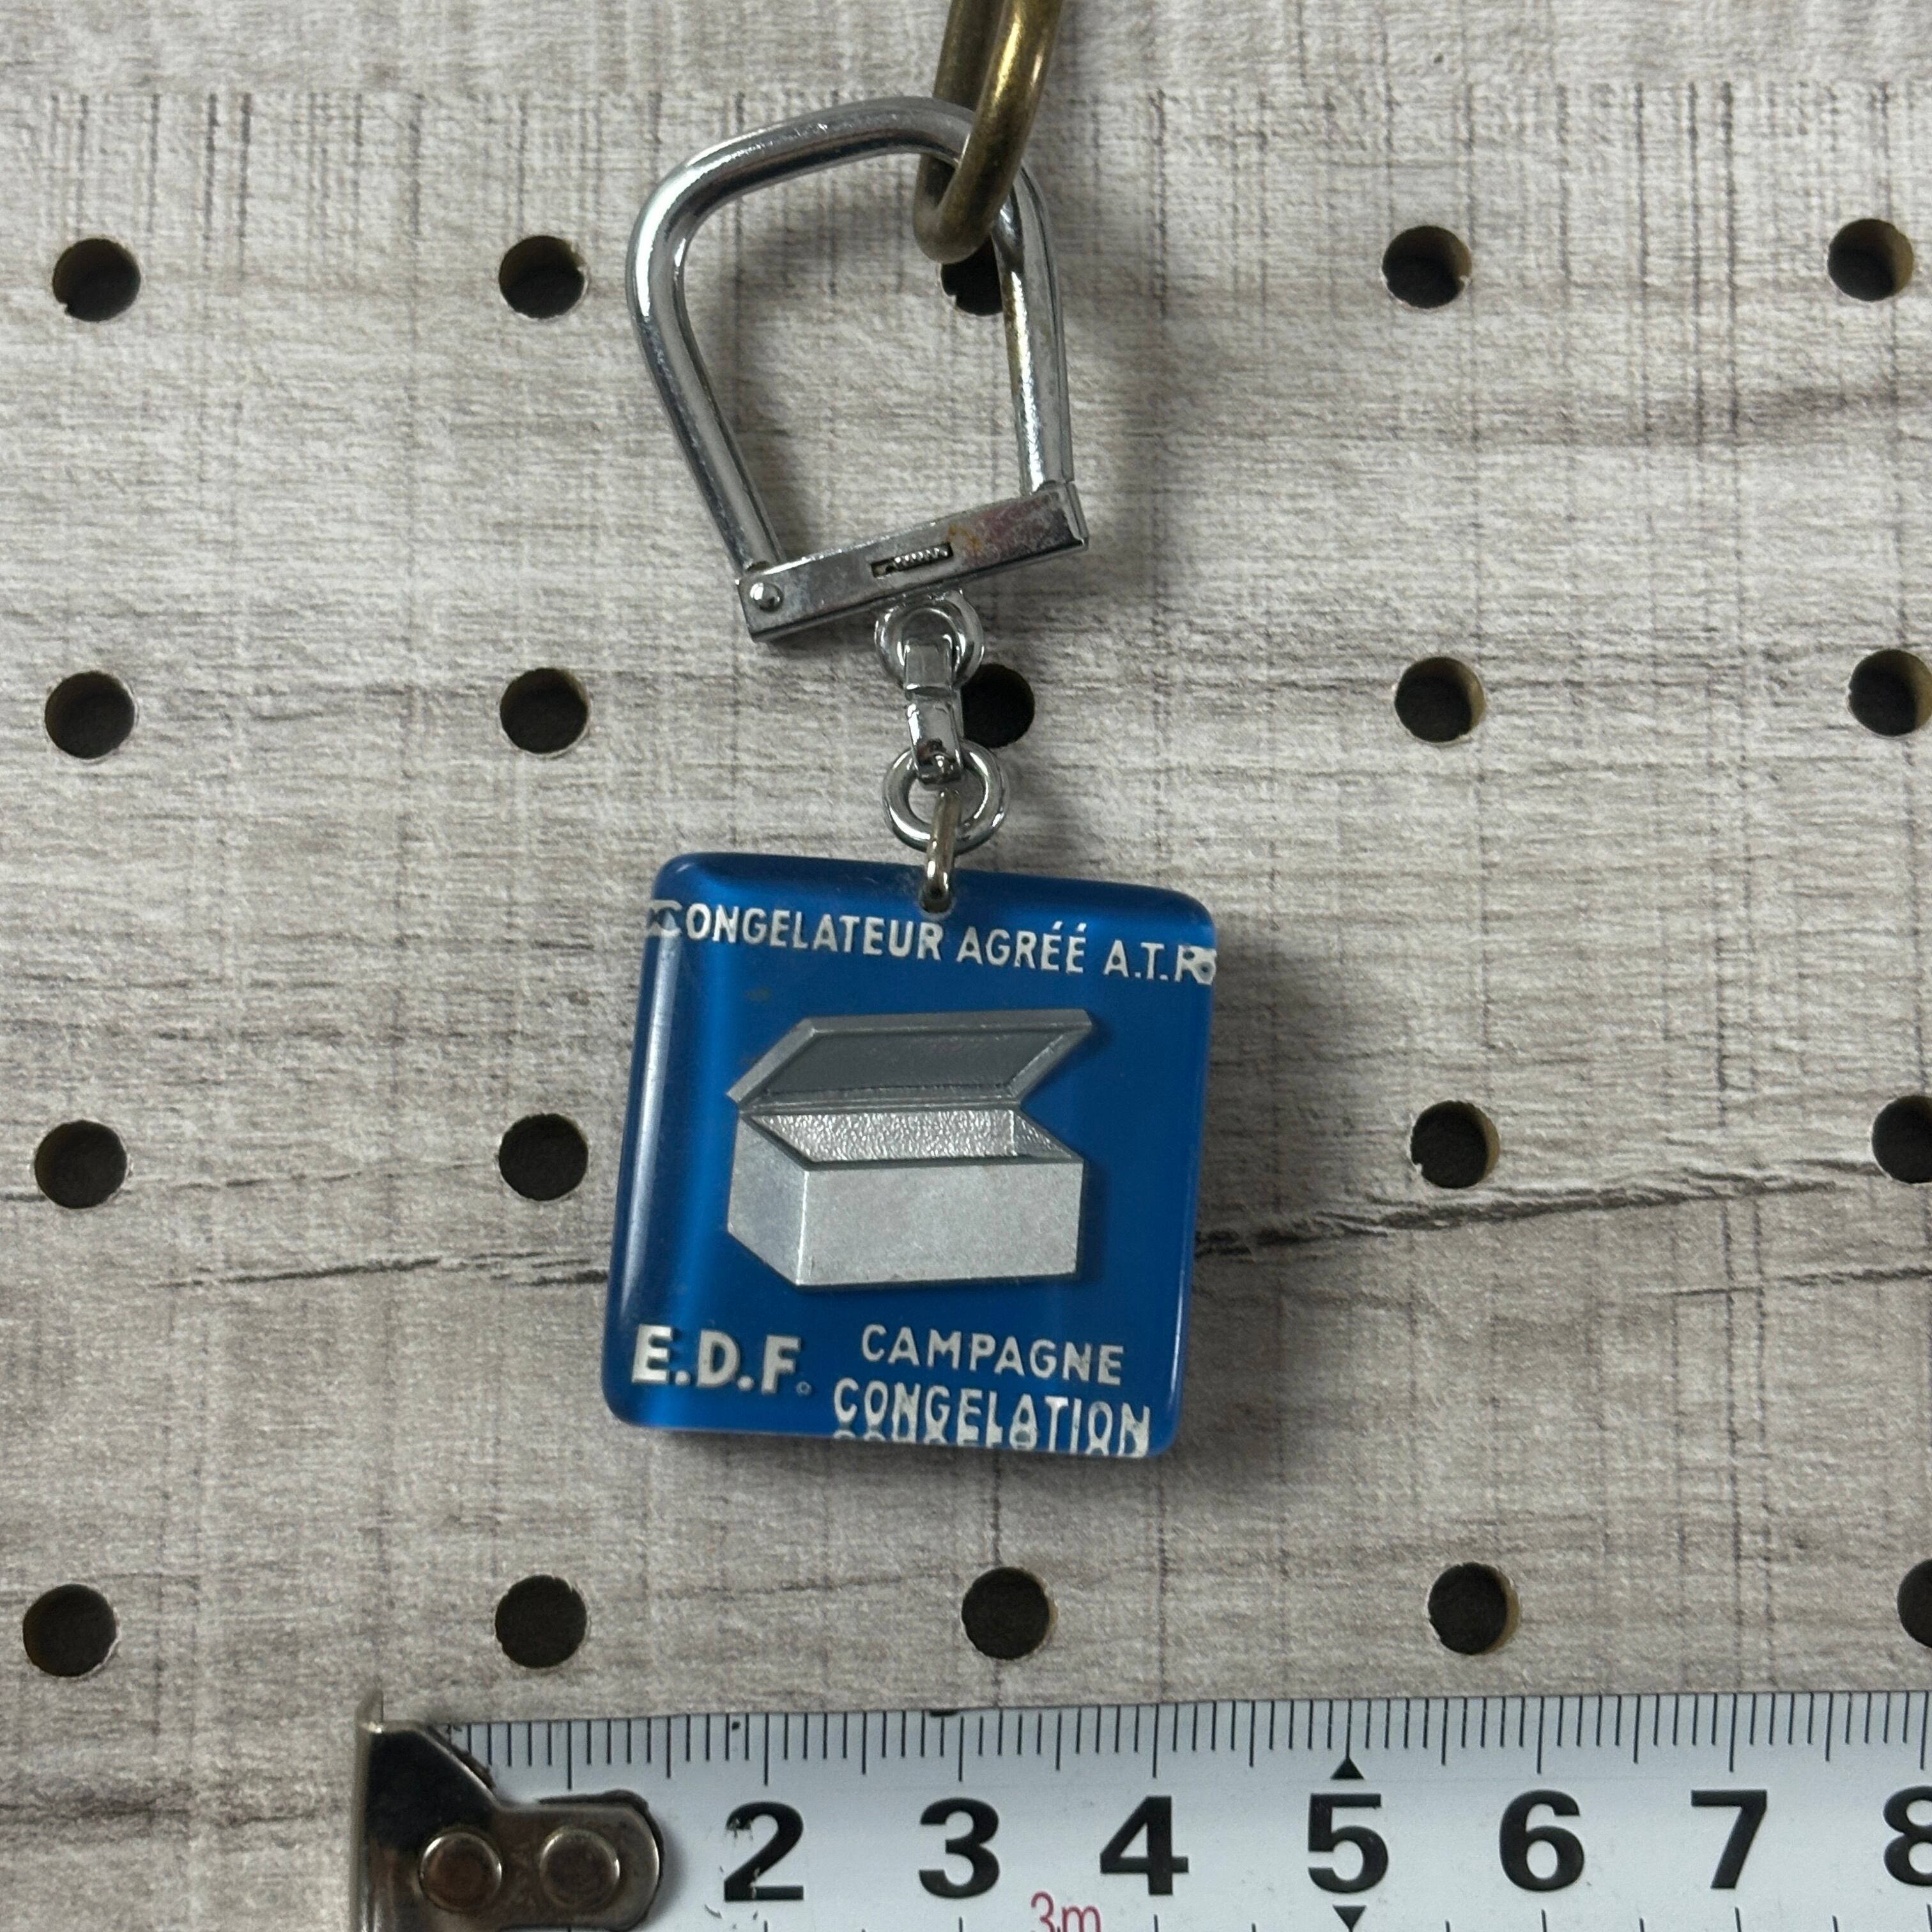 CONGELATEUR AGRÉÉ A.T.
E.D.F. CAMPAGNE
CONGELATION
2 3 4 5 6 7 8
3m